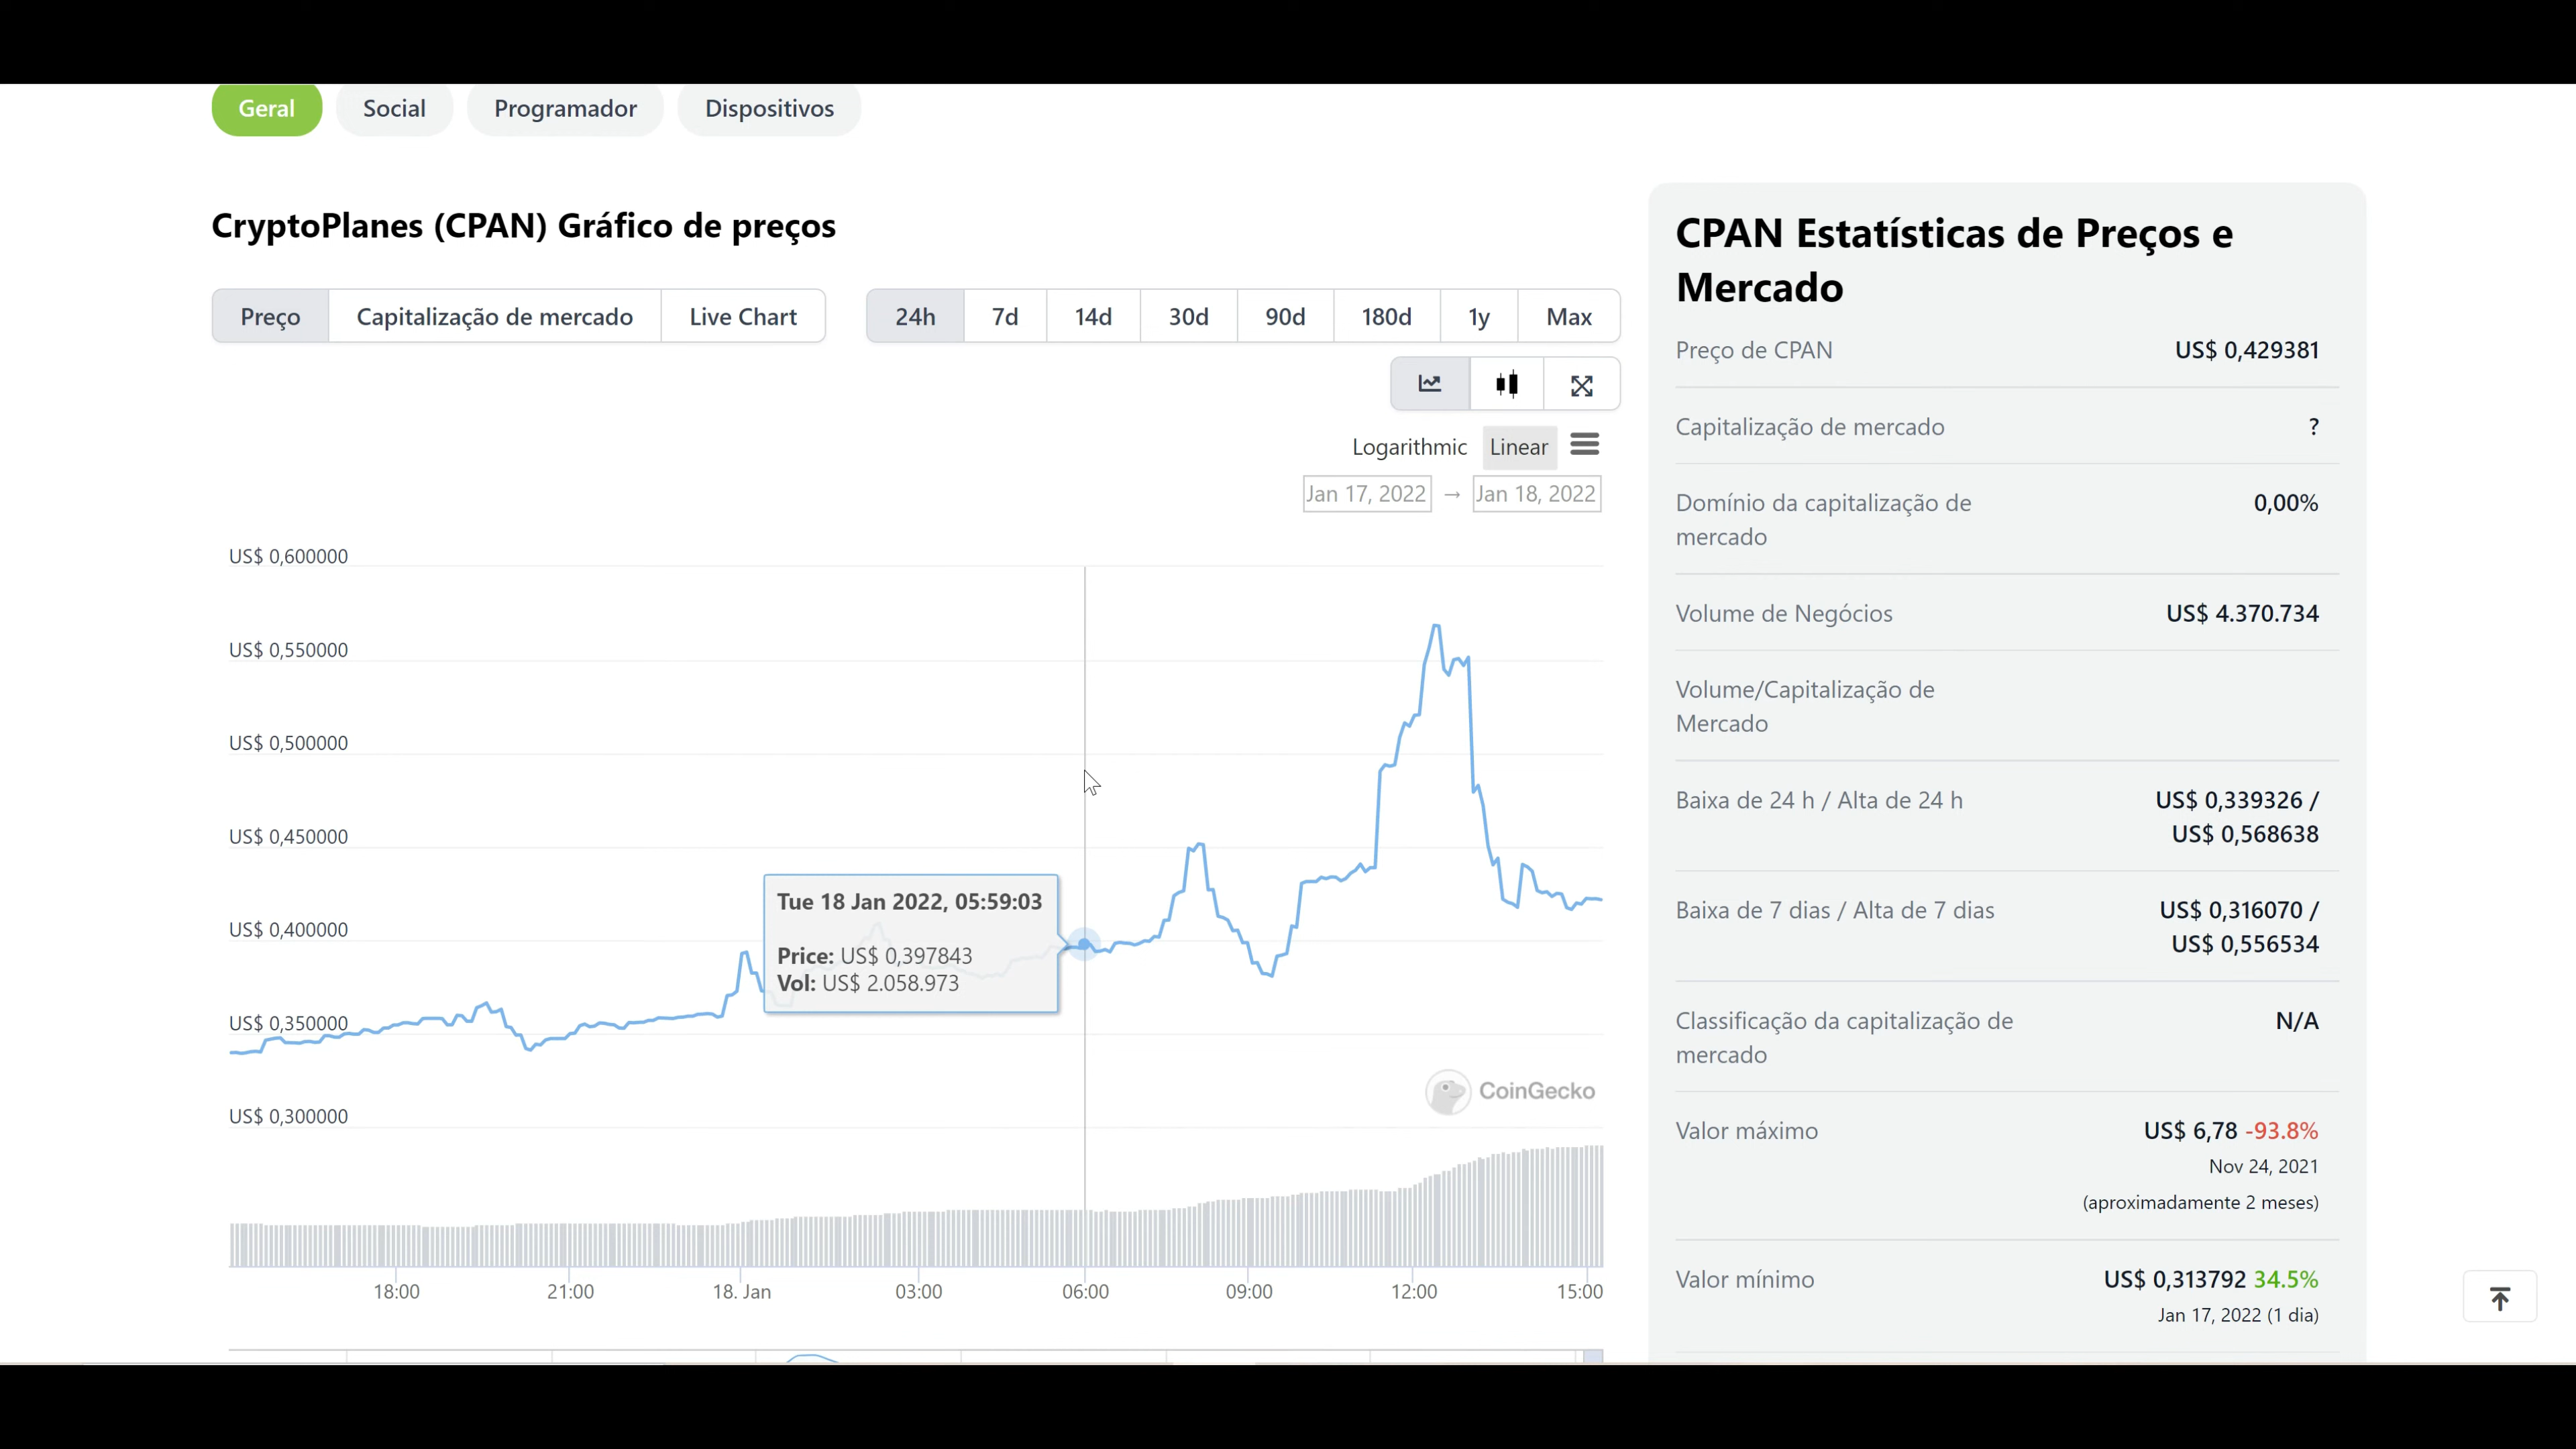 Geral Social Programador Dispositivos
CryptoPlanes (CPAN) Gráfico de preços
Preço Capitalização de mercado Live Chart 24h 7d 14d 30d 90d 180d 1y Max
Logarithmic Linear
Jan 17, 2022 → Jan 18, 2022
US$ 0,600000
US$ 0,550000
US$ 0,500000
US$ 0,450000
US$ 0,400000
US$ 0,350000
US$ 0,300000
Tue 18 Jan 2022, 05:59:03
Price: US$ 0,397843
Vol: US$ 2.058.973
CoinGecko
18:00 21:00 18. Jan 03:00 06:00 09:00 12:00 15:00
CPAN Estatísticas de Preços e
Mercado
Preço de CPAN US$ 0,429381
Capitalização de mercado ?
Domínio da capitalização de 0,00%
mercado
Volume de Negócios US$ 4.370.734
Volume/Capitalização de
Mercado
Baixa de 24 h / Alta de 24 h US$ 0,339326 /
US$ 0,568638
Baixa de 7 dias / Alta de 7 dias US$ 0,316070 /
US$ 0,556534
Classificação da capitalização de N/A
mercado
Valor máximo US$ 6,78 -93.8%
Nov 24, 2021
(aproximadamente 2 meses)
Valor mínimo US$ 0,313792 34.5%
Jan 17, 2022 (1 dia)